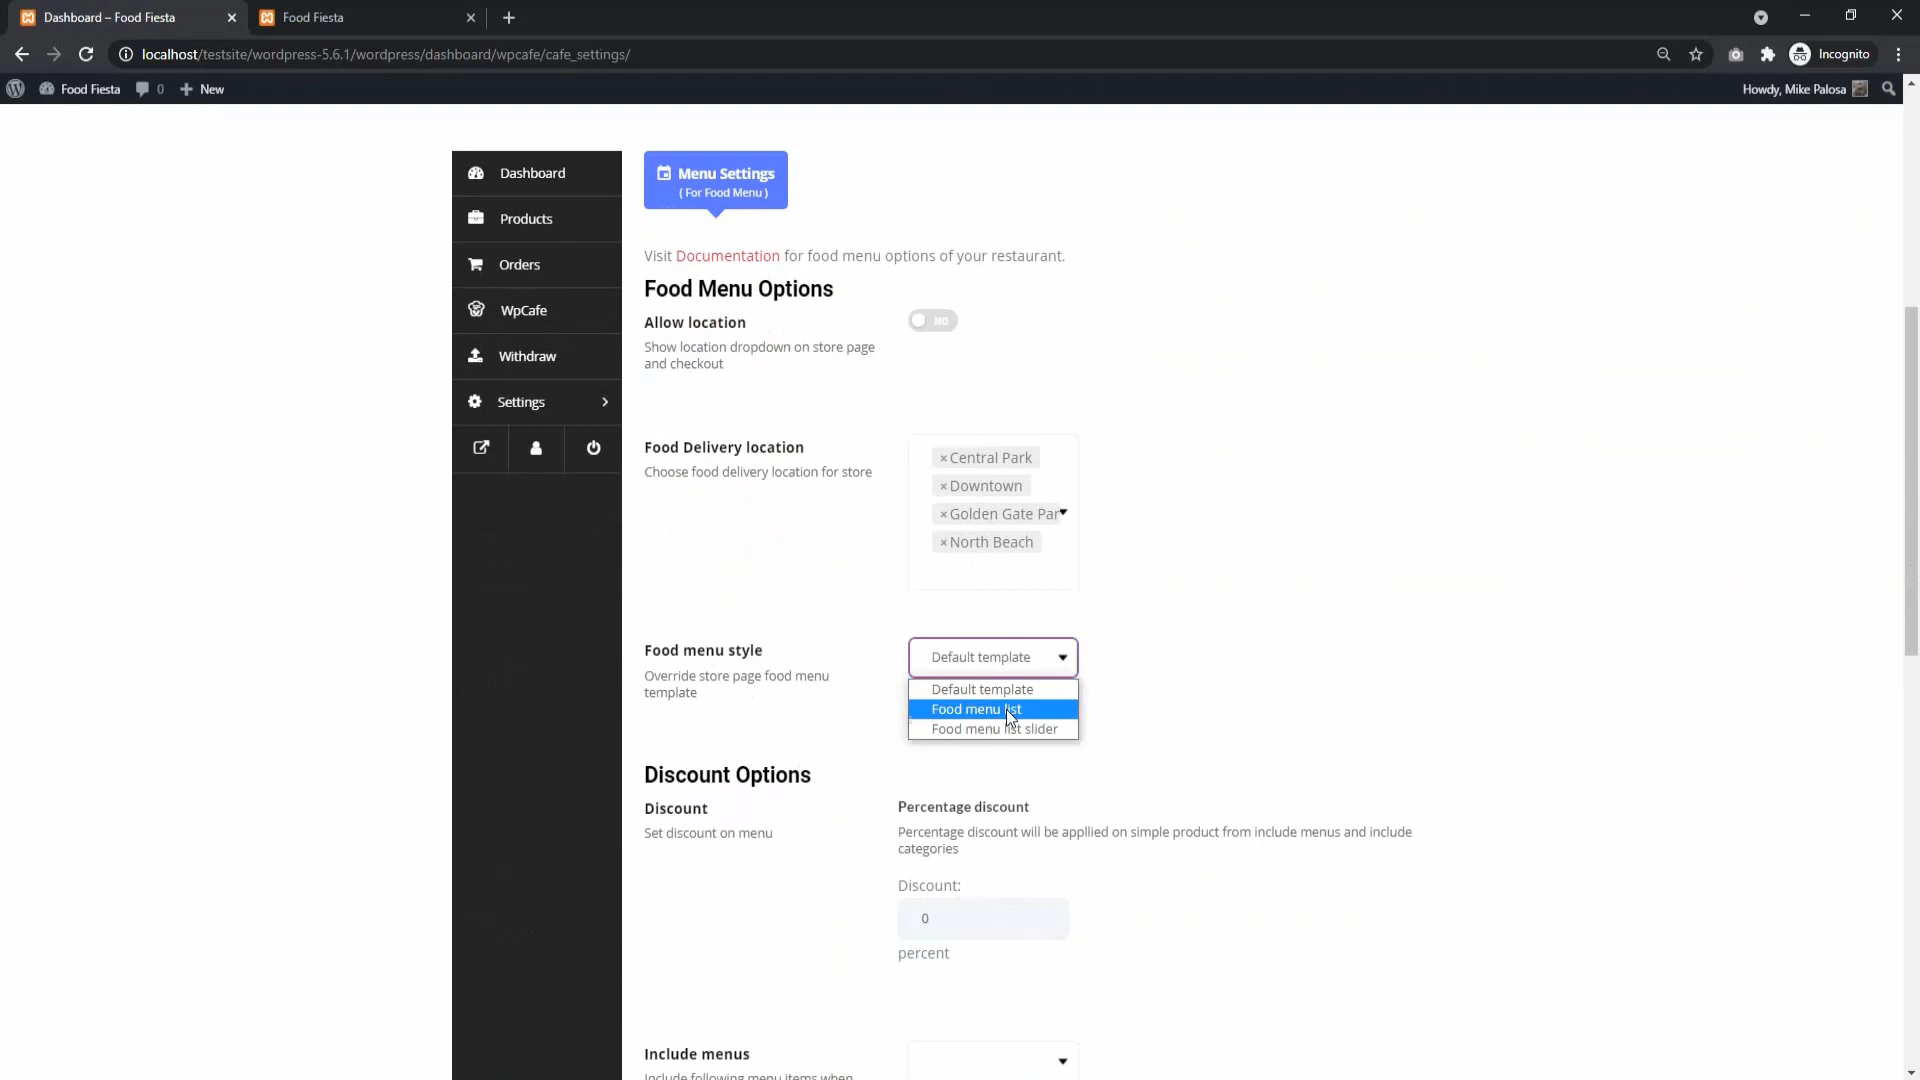 Dashboard – Food Fiesta
Food Fiesta
localhost/testsite/wordpress-5.6.1/wordpress/dashboard/wpcafe/cafe_settings/
Incognito
Food Fiesta
0
New
Howdy, Mike Palosa
Dashboard
Products
Orders
WpCafe
Withdraw
Settings
Menu Settings
( For Food Menu )
Visit Documentation for food menu options of your restaurant.
Food Menu Options
Allow location
NO
Show location dropdown on store page
and checkout
Food Delivery location
Choose food delivery location for store
×Central Park
×Downtown
×Golden Gate Par
×North Beach
Food menu style
Override store page food menu
template
Default template
Default template
Food menu list
Food menu list slider
Discount Options
Discount
Set discount on menu
Percentage discount
Percentage discount will be appllied on simple product from include menus and include
categories
Discount:
0
percent
Include menus
Include following menu items when